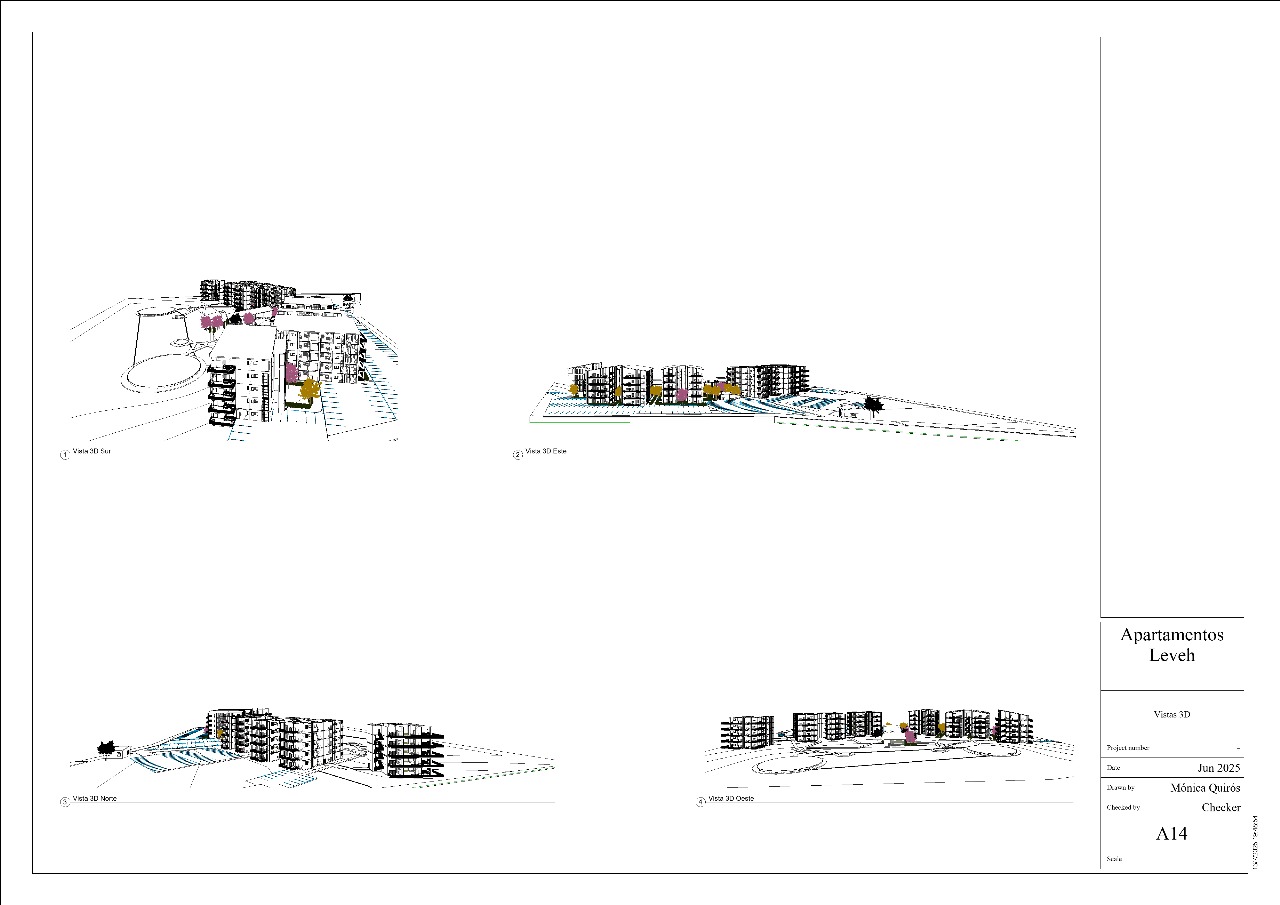 1 Vista 3D Sur
2 Vista 3D Este
3 Vista 3D Norte
4 Vista 3D Oeste
Apartamentos
Leveh
Vistas 3D
Project number -
Date Jun 2025
Drawn by Mónica Quirós
Checked by Checker
A14
Scale